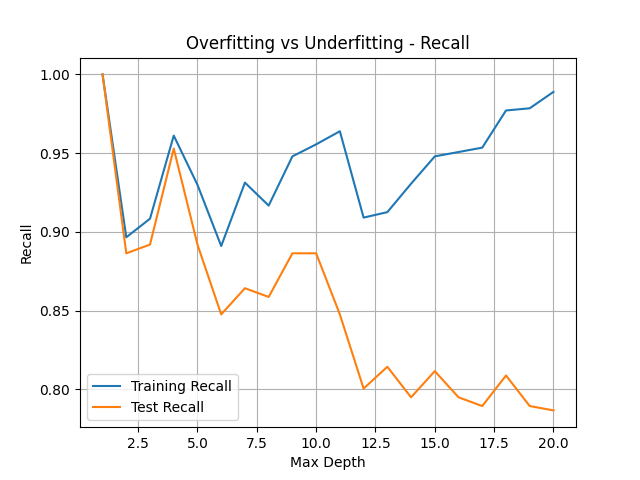 Overfitting vs Underfitting - Recall
1.00
0.95
0.90
0.85
0.80
Recall
Training Recall
Test Recall
2.5 5.0 7.5 10.0 12.5 15.0 17.5 20.0
Max Depth